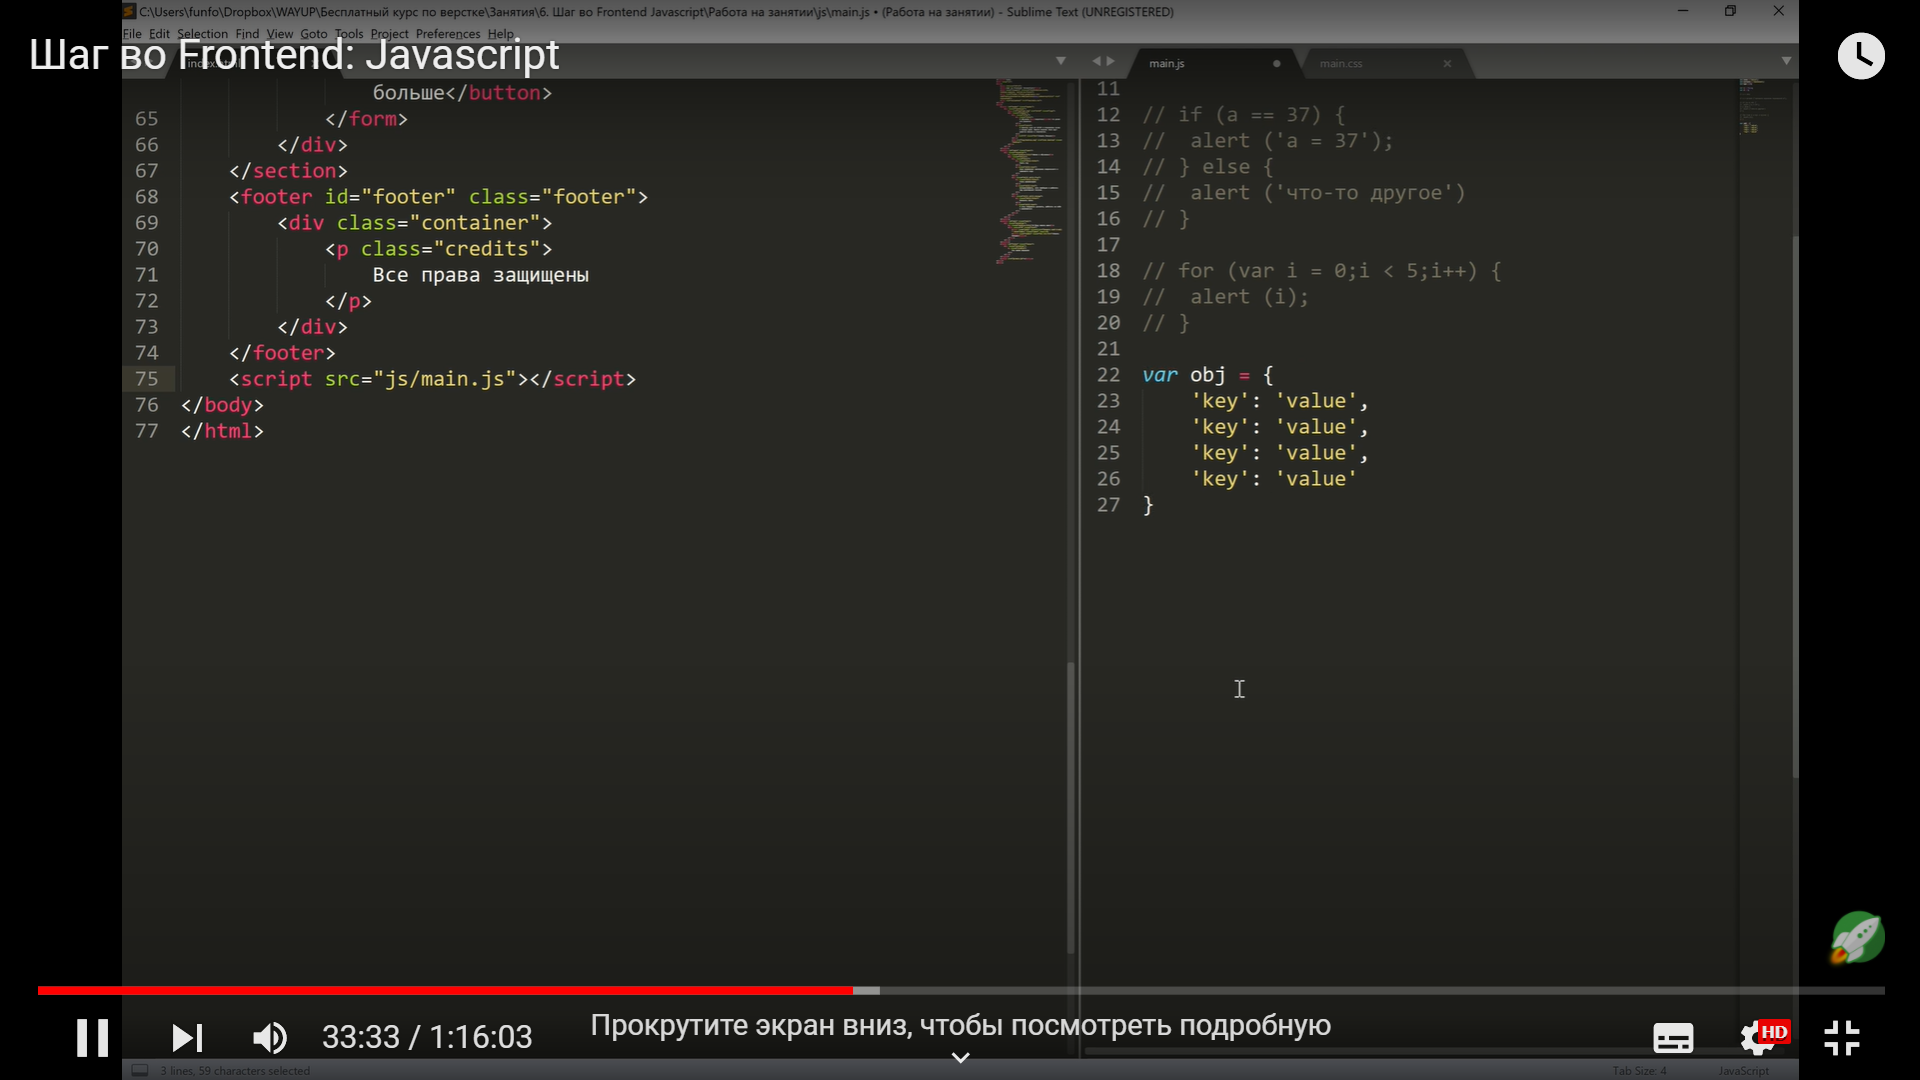 C:\Users\funfo\Dropbox\WAYUP\Бесплатный курс по верстке\Занятия\6. Шаг во Frontend Javascript\Работа на занятии\js\main.js • (Работа на занятии) - Sublime Text (UNREGISTERED)
File Edit Selection Find View Goto Tools Project Preferences Help
Шаг во Frontend: Javascript
main.js
main.css
больше</button>
65 </form>
66 </div>
67 </section>
68 <footer id="footer" class="footer">
69 <div class="container">
70 <p class="credits">
71 Все права защищены
72 </p>
73 </div>
74 </footer>
75 <script src="js/main.js"></script>
76 </body>
77 </html>
11
12 // if (a == 37) {
13 // alert ('a = 37');
14 // } else {
15 // alert ('что-то другое')
16 // }
17
18 // for (var i = 0;i < 5;i++) {
19 // alert (i);
20 // }
21
22 var obj = {
23 'key': 'value',
24 'key': 'value',
25 'key': 'value',
26 'key': 'value'
27 }
33:33 / 1:16:03
Прокрутите экран вниз, чтобы посмотреть подробную
HD
3 lines, 59 characters selected
Tab Size: 4
JavaScript